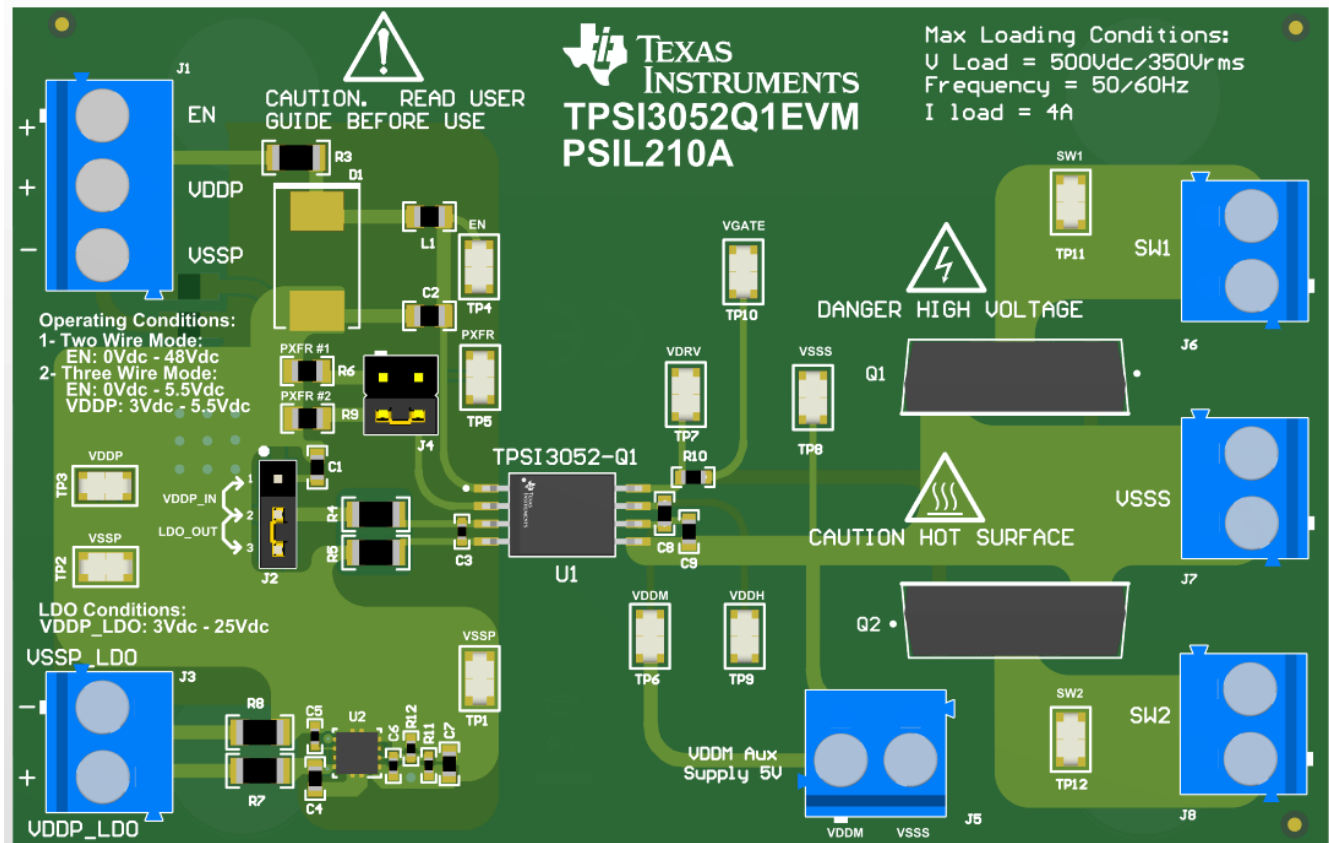 J1
EN
VDDP
VSSP
+
+
-
CAUTION. READ USER
GUIDE BEFORE USE
TEXAS
INSTRUMENTS
TPSI3052Q1EVM
PSIL210A
Max Loading Conditions:
V Load = 500Vdc/350Vrms
Frequency = 50/60Hz
I load = 4A
R3
D1
L1
C2
EN
TP4
PXFR
TP5
VGATE
TP10
SW1
TP11
SW1
J6
DANGER HIGH VOLTAGE
Operating Conditions:
1- Two Wire Mode:
EN: 0Vdc - 48Vdc
2- Three Wire Mode:
EN: 0Vdc - 5.5Vdc
VDDP: 3Vdc - 5.5Vdc
PXFR #1
R6
PXFR #2
R9
J4
VDRV
TP7
VSSS
TP8
Q1
VDDP
TP3
VSSP
TP2
C1
1
VDDP_IN
2
LDO_OUT
3
J2
R4
R5
C3
TPSI3052-Q1
TEXAS
INSTRUMENTS
U1
R10
C8
C9
CAUTION HOT SURFACE
VSSS
J7
LDO Conditions:
VDDP_LDO: 3Vdc - 25Vdc
VSSP_LDO
J3
-
+
VDDP_LDO
R8
R7
C5
C4
U2
C6
R12
R11
C7
VSSP
TP1
VDDM
TP6
VDDH
TP9
Q2
VDDM Aux
Supply 5V
VDDM
VSSS
J5
SW2
TP12
SW2
J8